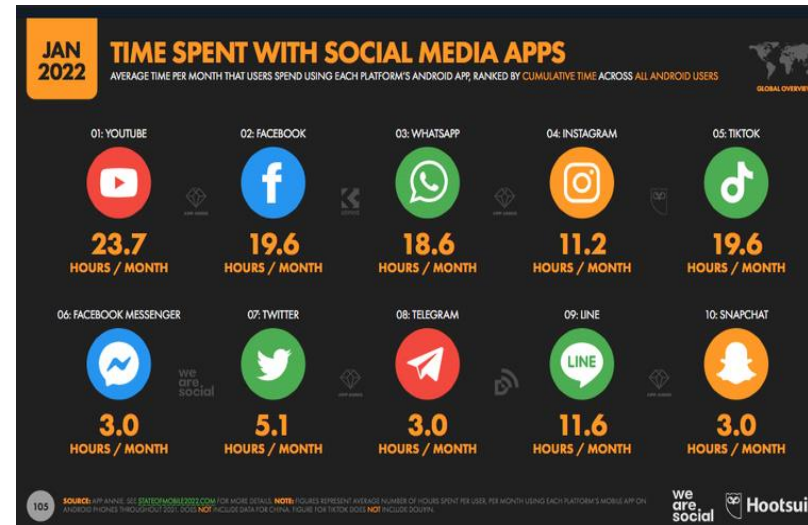 JAN
2022
TIME SPENT WITH SOCIAL MEDIA APPS
AVERAGE TIME PER MONTH THAT USERS SPEND USING EACH PLATFORM'S ANDROID APP, RANKED BY CUMULATIVE TIME ACROSS ALL ANDROID USERS
GLOBAL OVERVIEW
01: YOUTUBE
23.7
HOURS / MONTH
02: FACEBOOK
19.6
HOURS / MONTH
03: WHATSAPP
18.6
HOURS / MONTH
04: INSTAGRAM
11.2
HOURS / MONTH
05: TIKTOK
19.6
HOURS / MONTH
06: FACEBOOK MESSENGER
3.0
HOURS / MONTH
07: TWITTER
5.1
HOURS / MONTH
08: TELEGRAM
3.0
HOURS / MONTH
09: LINE
LINE
11.6
HOURS / MONTH
10: SNAPCHAT
3.0
HOURS / MONTH
we
are
social
105
SOURCE: APP ANNIE. SEE STATEOFMOBILE2022.COM FOR MORE DETAILS. NOTE: FIGURES REPRESENT AVERAGE NUMBER OF HOURS SPENT PER USER, PER MONTH USING EACH PLATFORM'S MOBILE APP ON
ANDROID PHONES THROUGHOUT 2021. DOES NOT INCLUDE DATA FOR CHINA. FIGURE FOR TIKTOK DOES NOT INCLUDE DOUYIN.
we
are
social
Hootsui